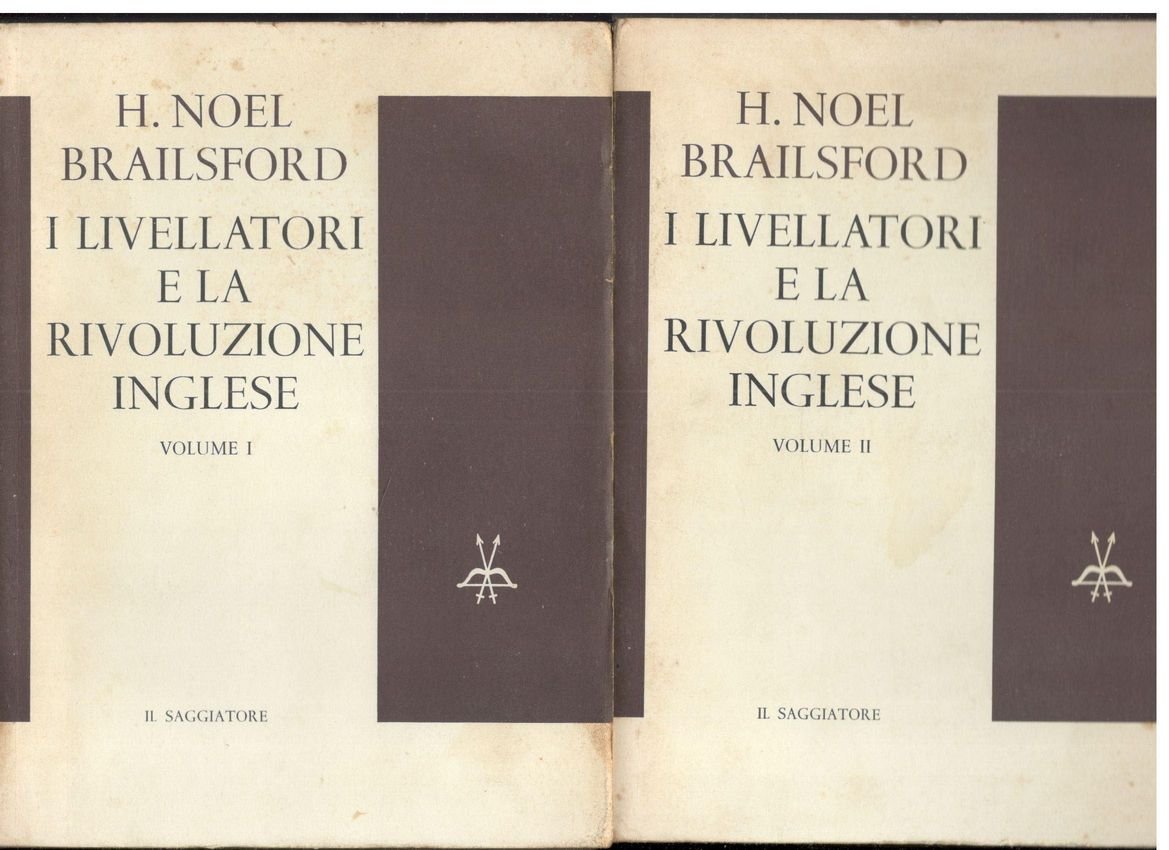 H. NOEL
BRAILSFORD
I LIVELLATORI
E LA
RIVOLUZIONE
INGLESE
VOLUME I
IL SAGGIATORE
H. NOEL
BRAILSFORD
I LIVELLATORI
E LA
RIVOLUZIONE
INGLESE
VOLUME II
IL SAGGIATORE